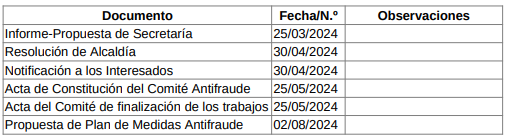 Documento Fecha/N.º Observaciones
Informe-Propuesta de Secretaría 25/03/2024
Resolución de Alcaldía 30/04/2024
Notificación a los Interesados 30/04/2024
Acta de Constitución del Comité Antifraude 25/05/2024
Acta del Comité de finalización de los trabajos 25/05/2024
Propuesta de Plan de Medidas Antifraude 02/08/2024